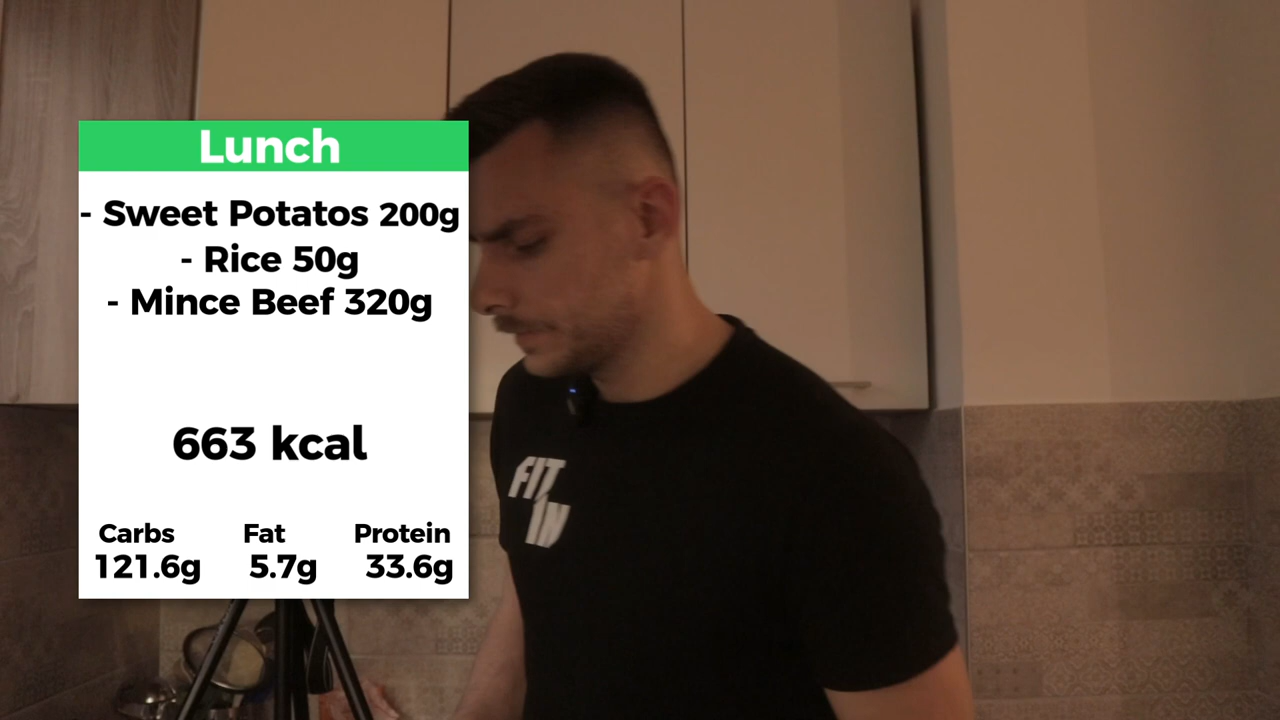 Lunch
- Sweet Potatos 200g
- Rice 50g
- Mince Beef 320g
663 kcal
Carbs Fat Protein
121.6g 5.7g 33.6g
FIT
IN